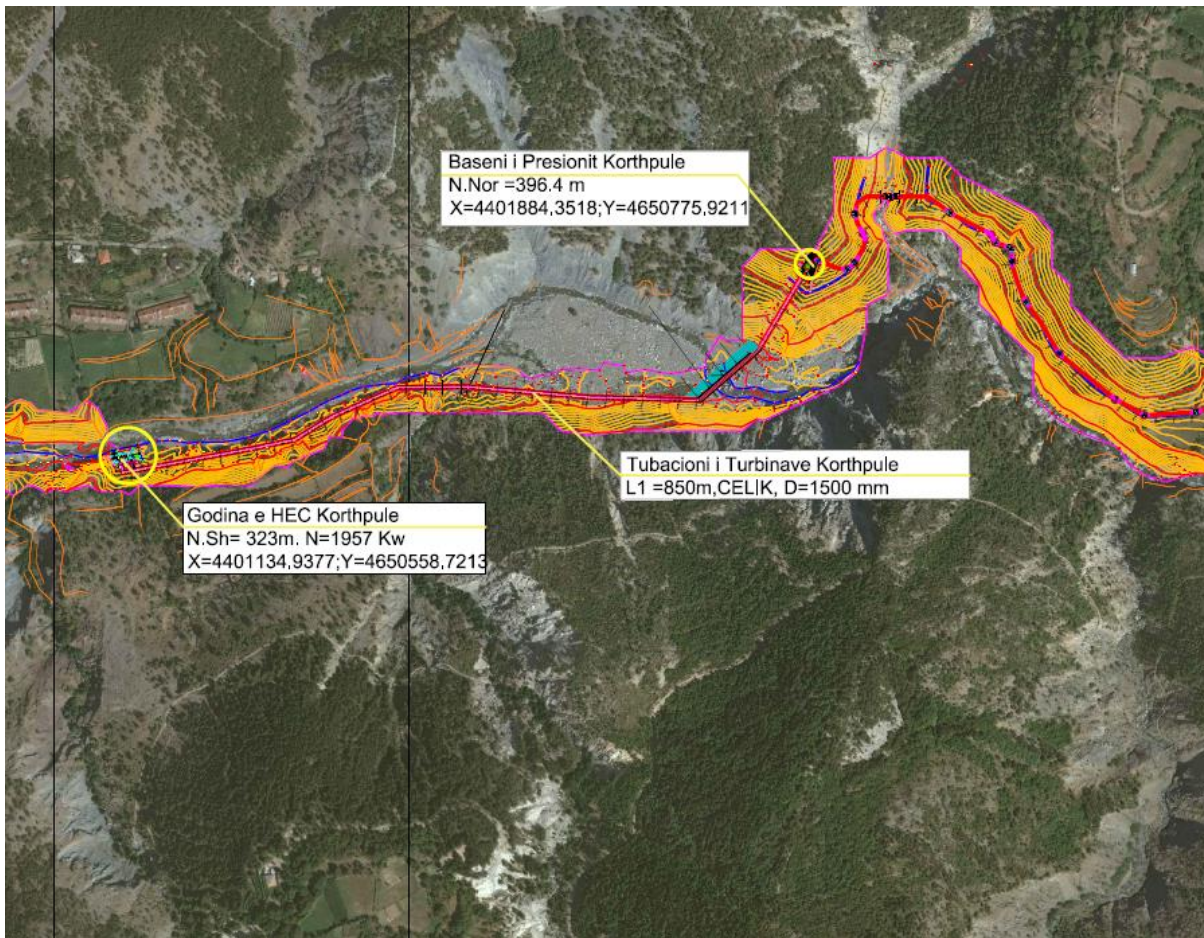 Baseni i Presionit Korthpule
N.Nor =396.4 m
X=4401884,3518;Y=4650775,9211
Tubacioni i Turbinave Korthpule
L1 =850m,CELIK, D=1500 mm
Godina e HEC Korthpule
N.Sh= 323m. N=1957 Kw
X=4401134,9377;Y=4650558,7213